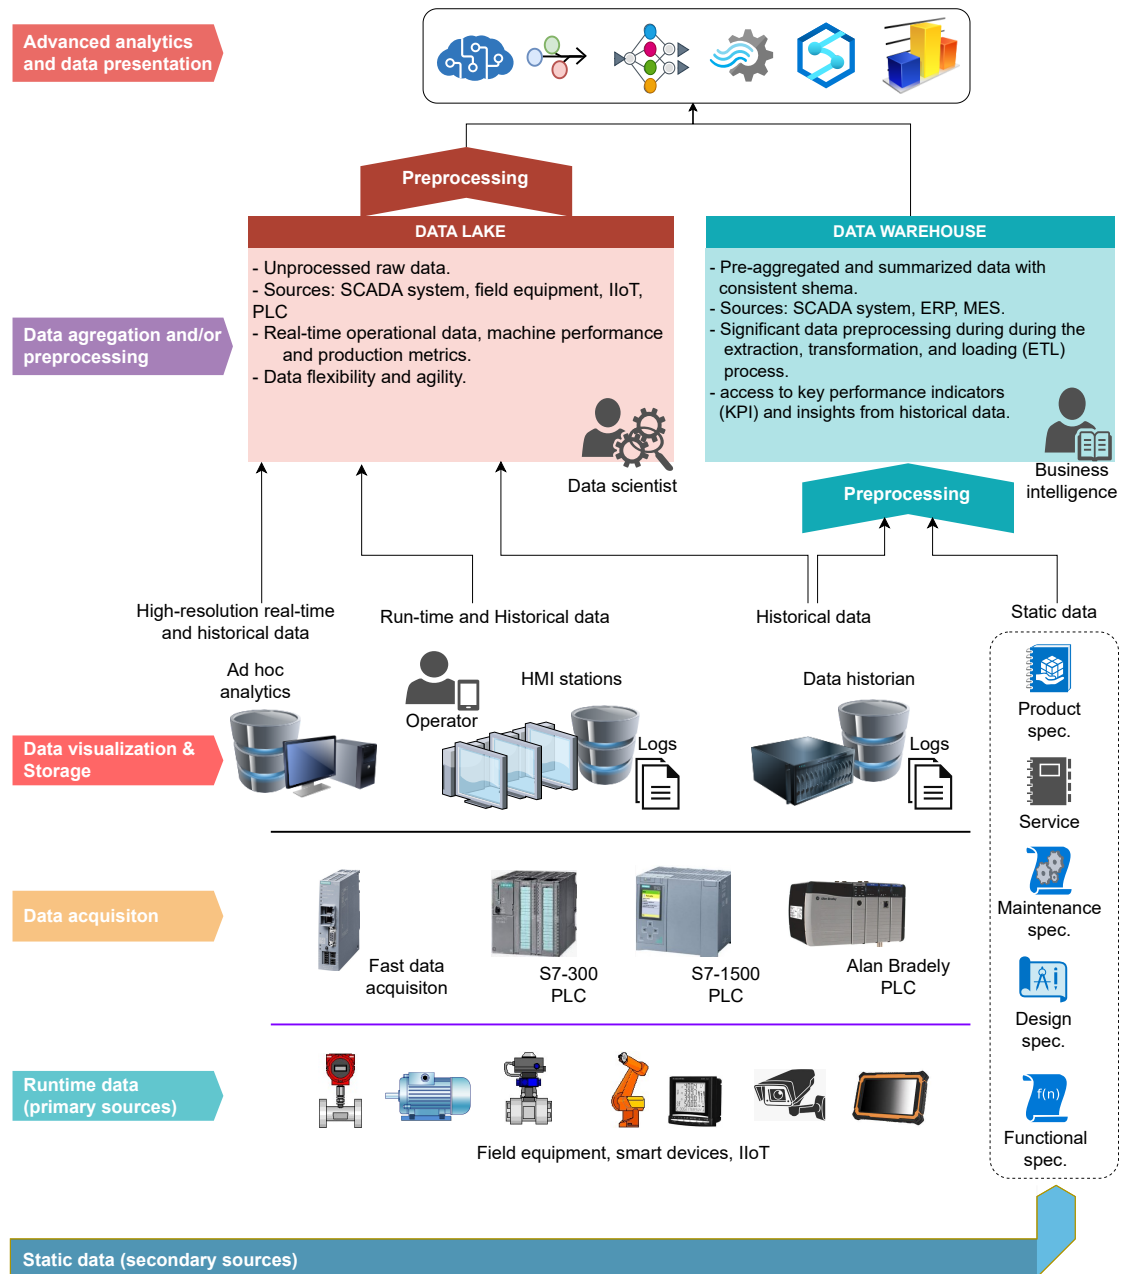 Advanced analytics
and data presentation
Preprocessing
DATA LAKE
- Unprocessed raw data.
- Sources: SCADA system, field equipment, IIoT,
PLC
- Real-time operational data, machine performance
and production metrics.
- Data flexibility and agility.
Data scientist
DATA WAREHOUSE
- Pre-aggregated and summarized data with
consistent shema.
- Sources: SCADA system, ERP, MES.
- Significant data preprocessing during during the
extraction, transformation, and loading (ETL)
process.
- access to key performance indicators
(KPI) and insights from historical data.
Business
intelligence
Preprocessing
Data agregation and/or
preprocessing
High-resolution real-time
and historical data
Run-time and Historical data
Historical data
Static data
Ad hoc
analytics
Operator
HMI stations
Logs
Data historian
Logs
Data visualization &
Storage
Product
spec.
Service
Maintenance
spec.
Design
spec.
f(n)
Functional
spec.
Data acquisiton
Fast data
acquisiton
S7-300
PLC
S7-1500
PLC
Alan Bradely
PLC
Runtime data
(primary sources)
Field equipment, smart devices, IIoT
Static data (secondary sources)